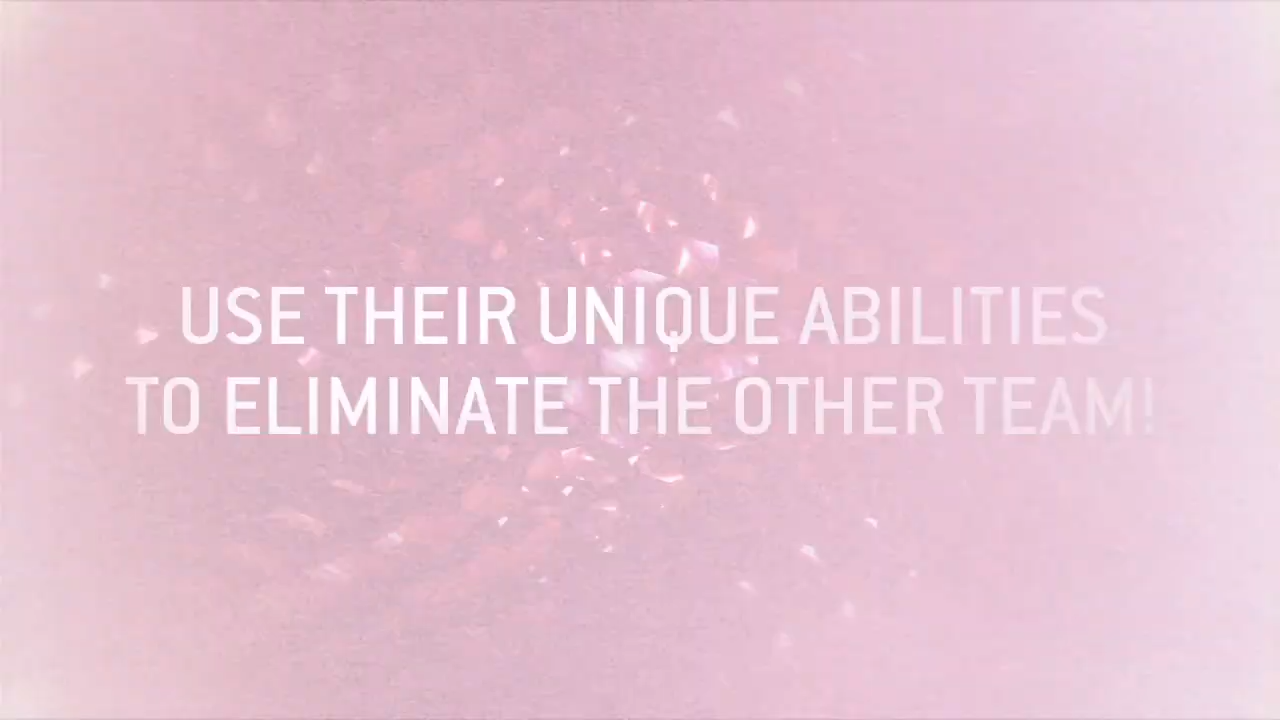 USE THEIR UNIQUE ABILITIES
TO ELIMINATE THE OTHER TEAM!